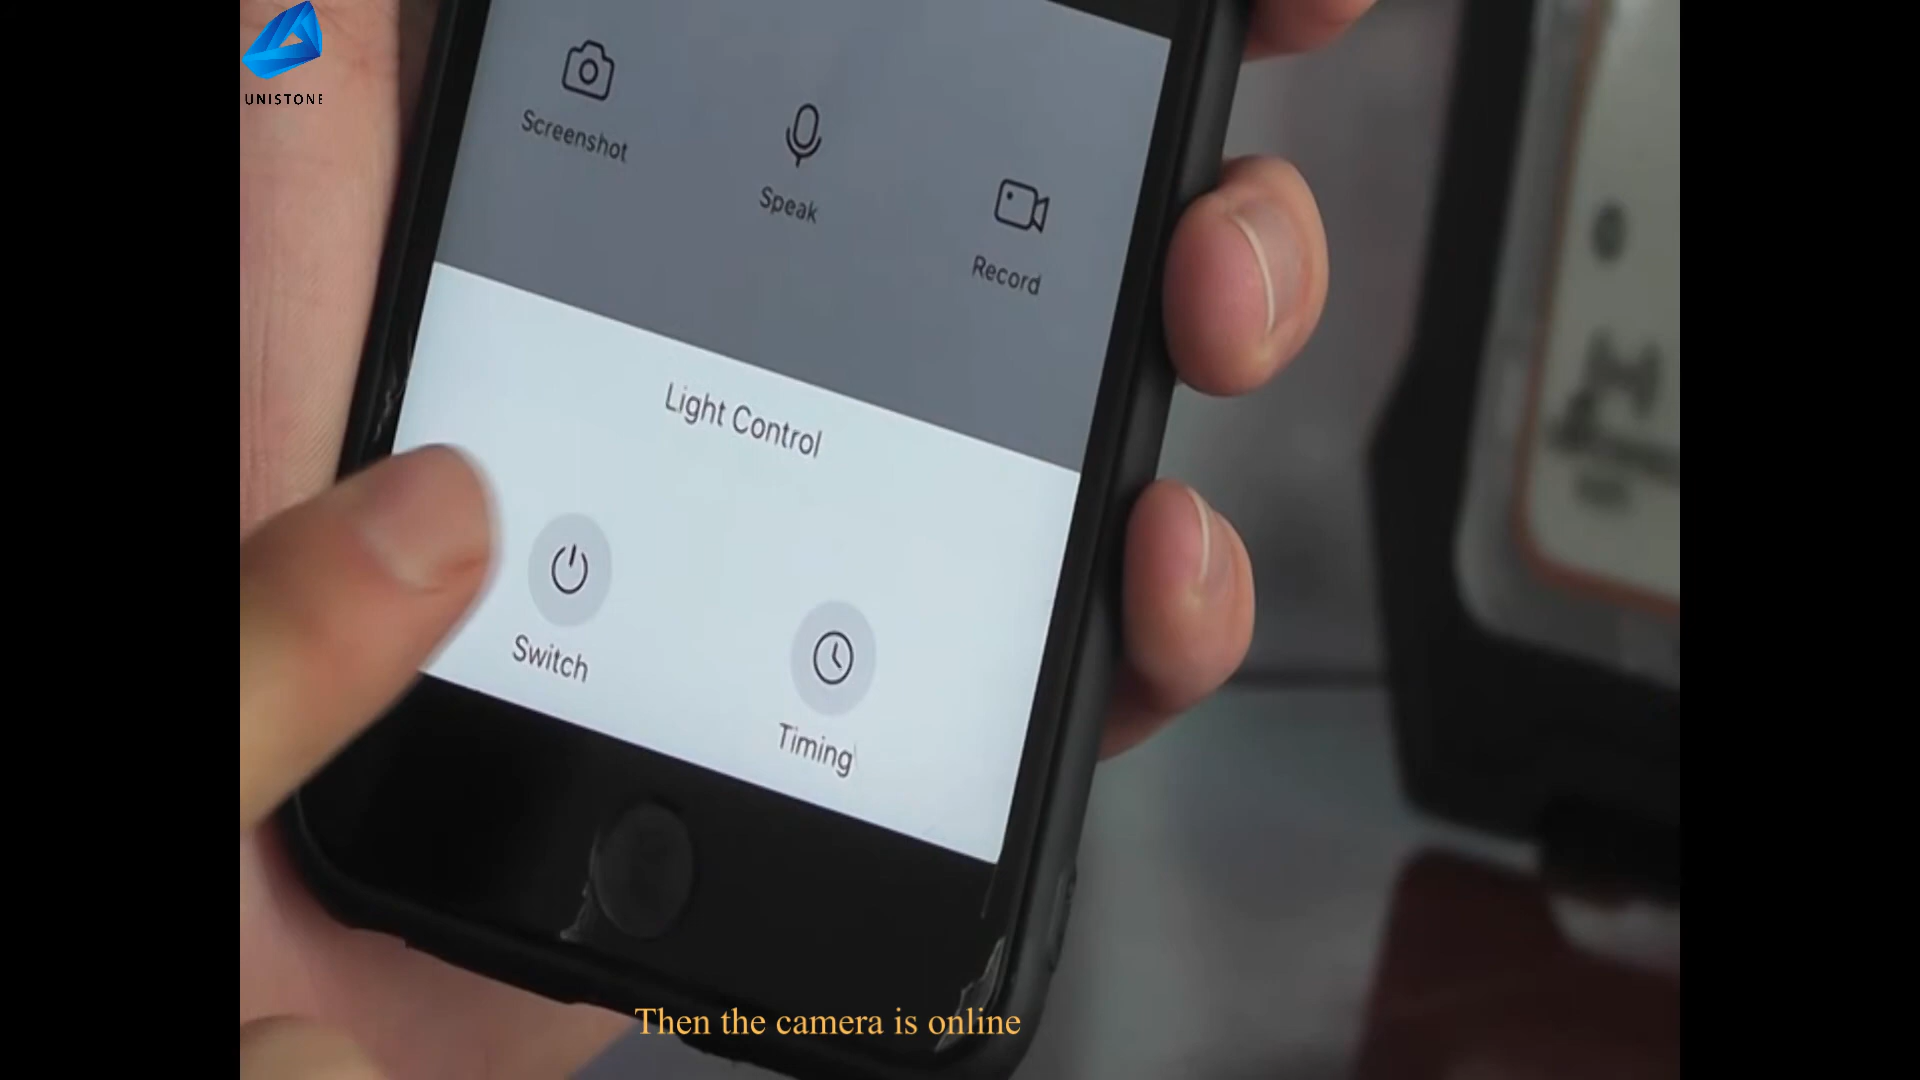 UNISTONE
Screenshot
Speak
Record
Light Control
Switch
Timing
Then the camera is online